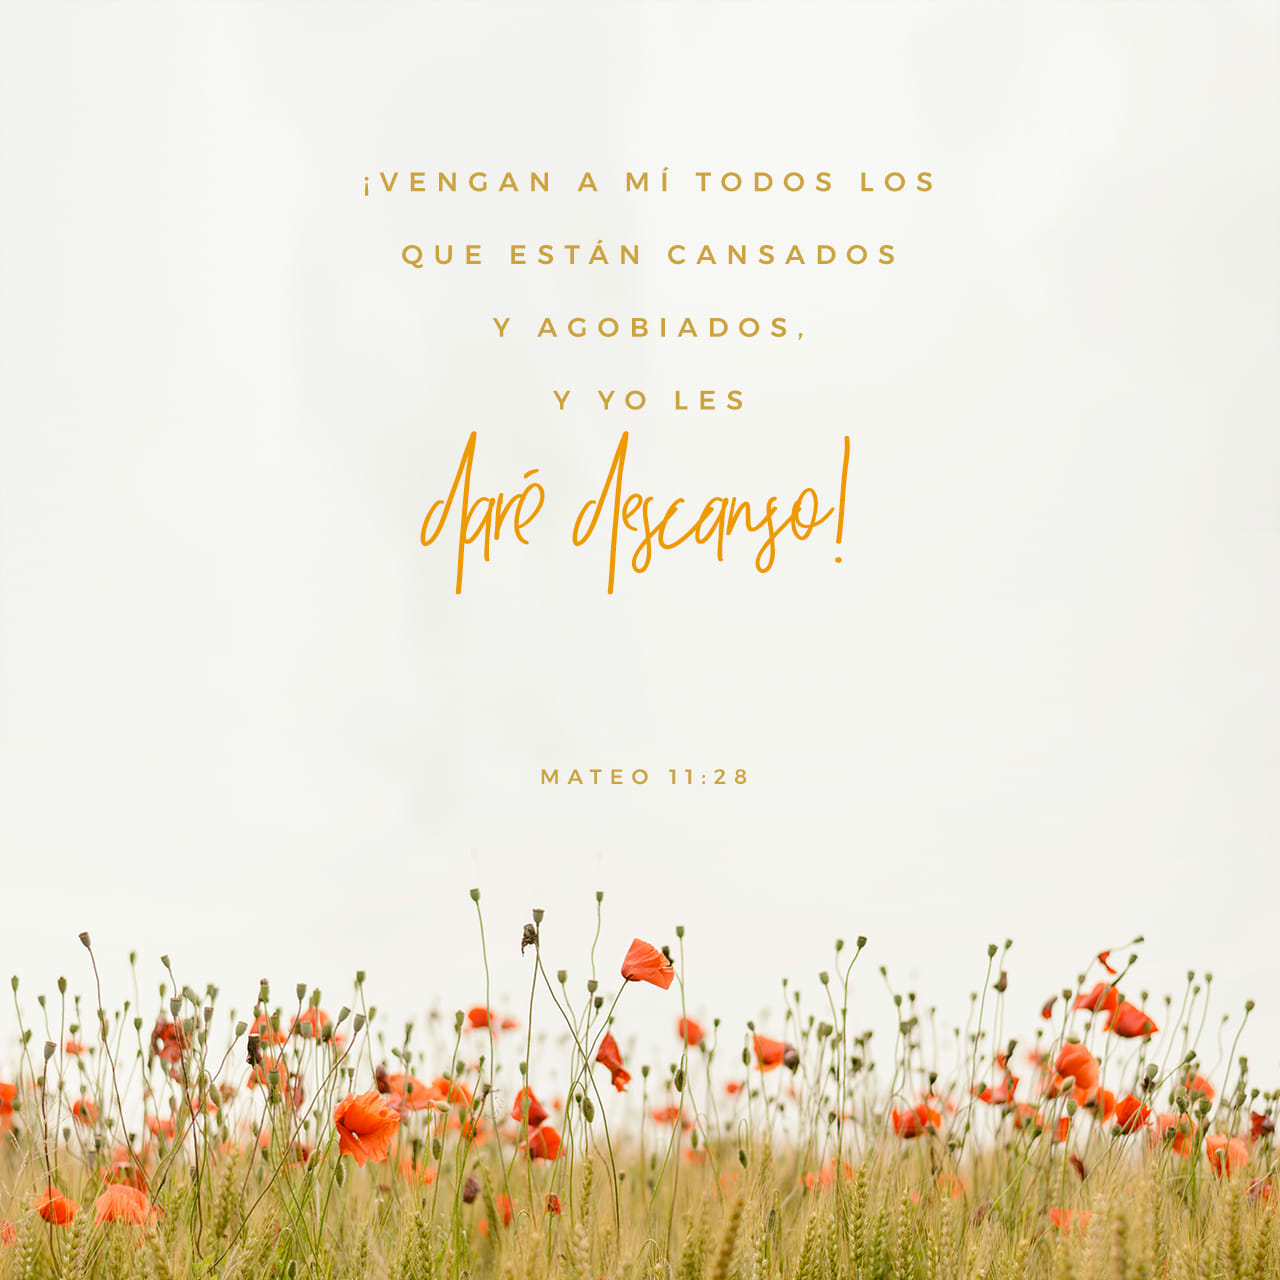 ¡VENGAN A MÍ TODOS LOS
QUE ESTÁN CANSADOS
Y AGOBIADOS,
Y YO LES
daré descanso!
MATEO 11:28